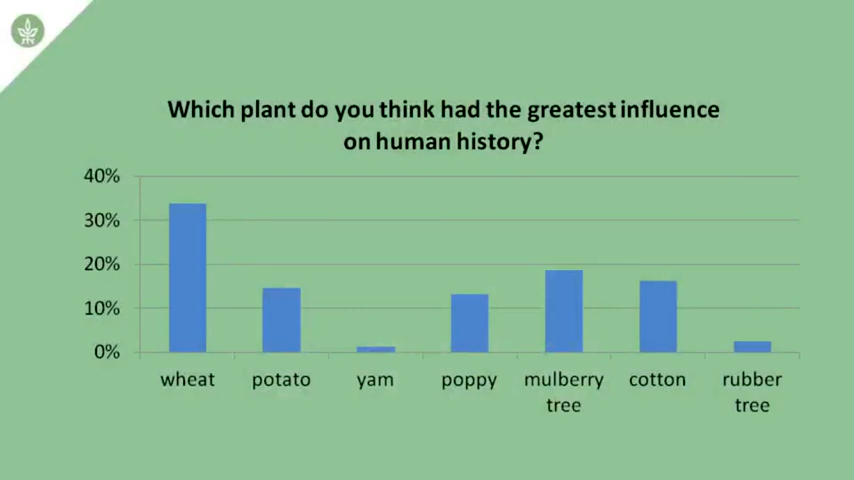 Which plant do you think had the greatest influence
on human history?
40%
30%
20%
10%
0%
wheat potato yam poppy mulberry tree cotton rubber tree